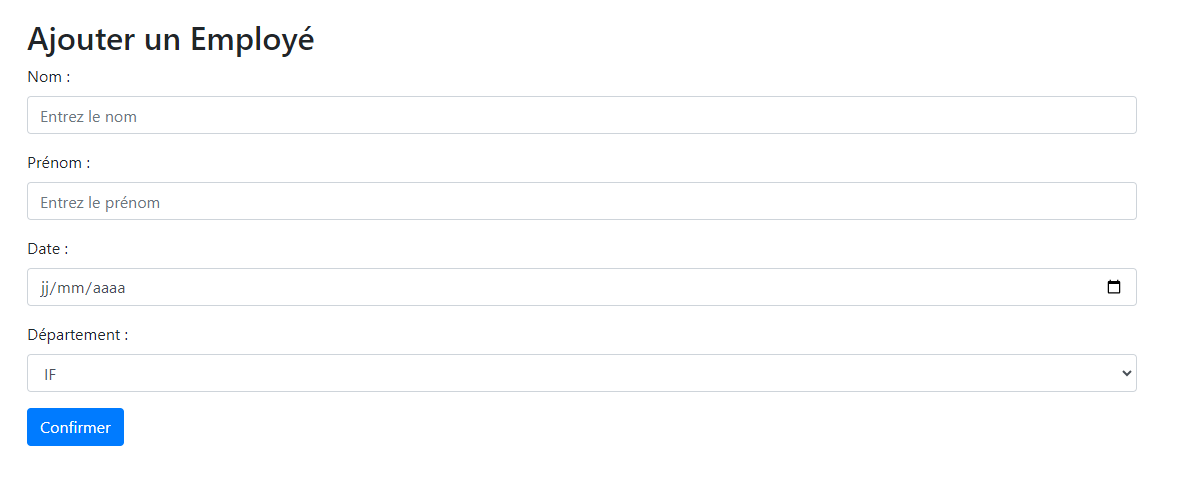 Ajouter un Employé
Nom :
Entrez le nom
Prénom :
Entrez le prénom
Date :
jj/mm/aaaa
Département :
IF
Confirmer